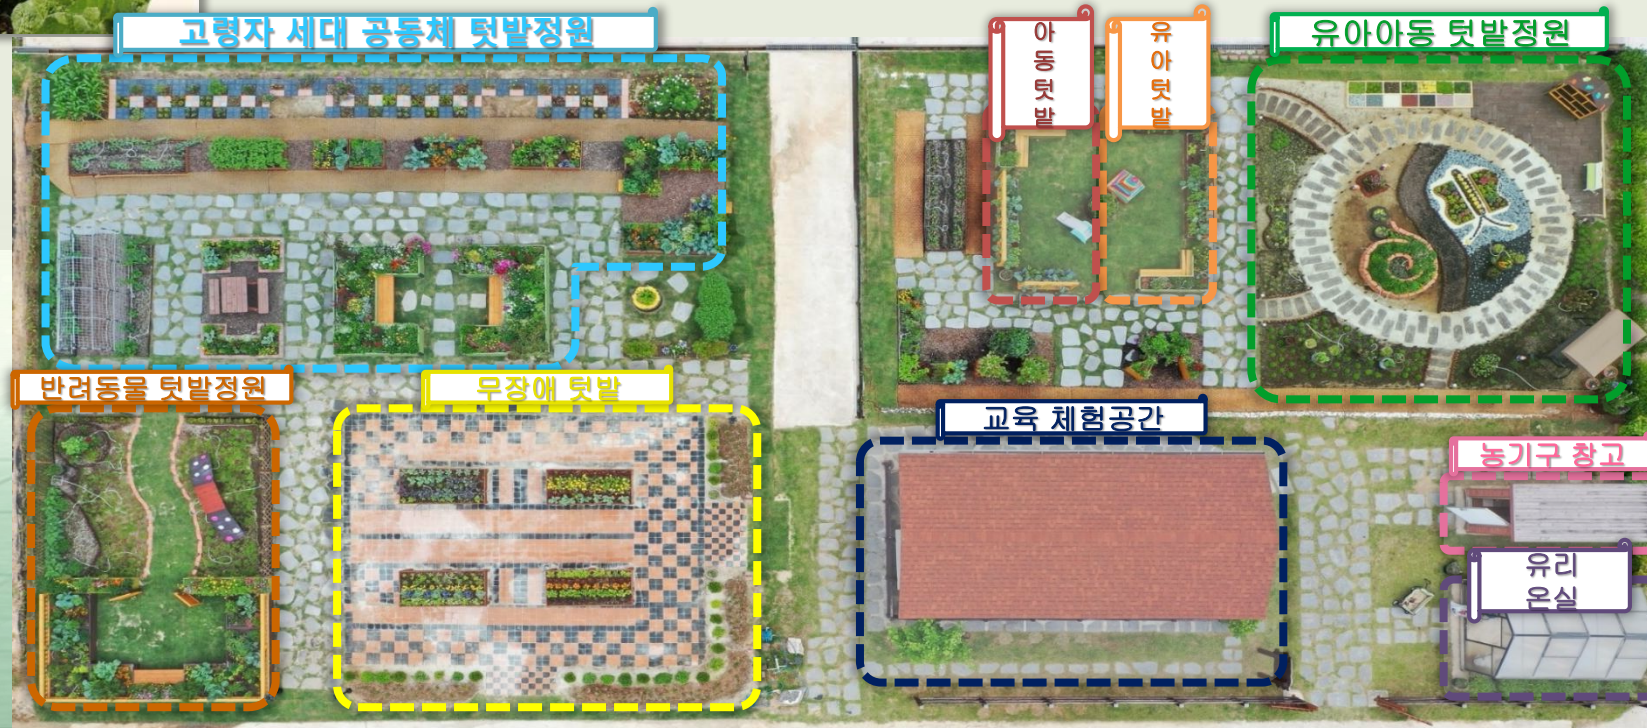 고령자 세대 공동체 텃밭정원
아
동
텃
밭
유
아
텃
밭
유아아동 텃밭정원
반려동물 텃밭정원
무장애 텃밭
교육 체험공간
농기구 창고
유리
온실